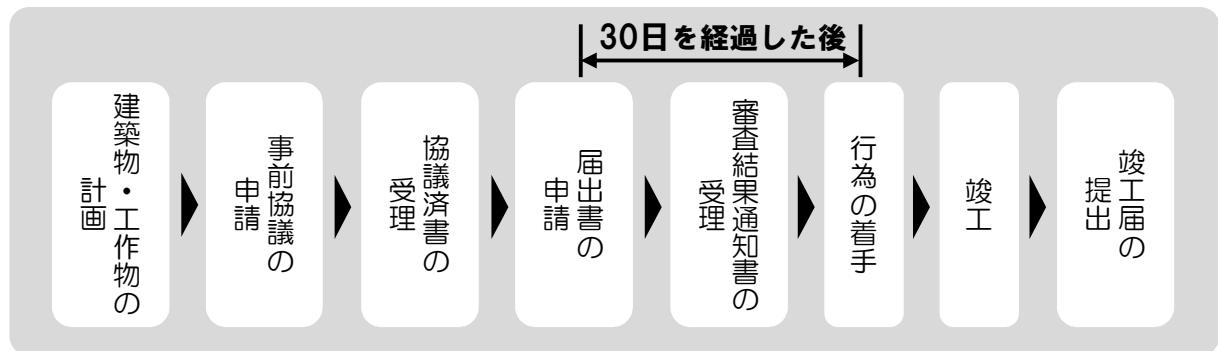 30日を経過した後
建築物・工作物の
計画
事前協議の
申請
協議済書の
受理
届出書の
申請
審査結果通知書の
受理
行為の着手
竣工
竣工届の
提出